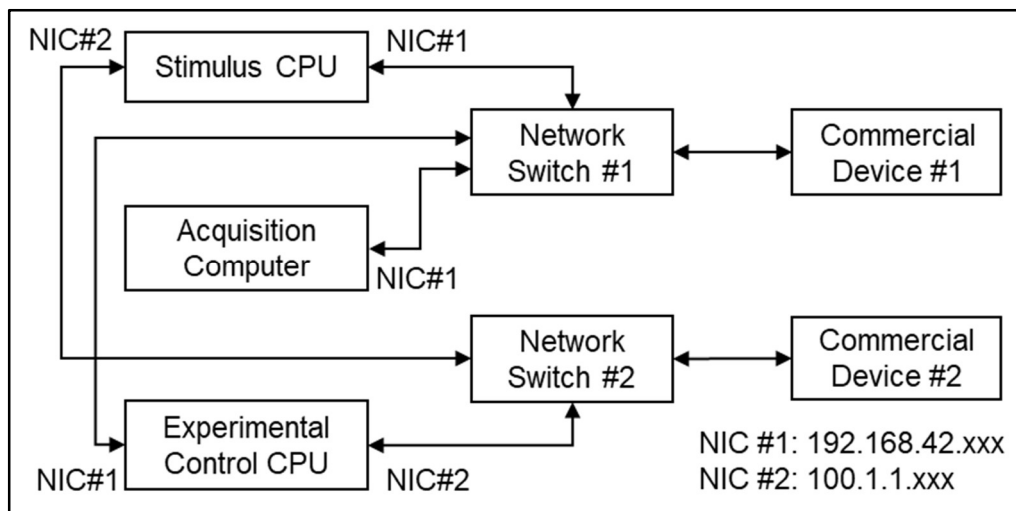 NIC#2
Stimulus CPU
NIC#1
Network
Switch #1
Commercial
Device #1
Acquisition
Computer
NIC#1
Network
Switch #2
Commercial
Device #2
Experimental
Control CPU
NIC#1
NIC#2
NIC #1: 192.168.42.xxx
NIC #2: 100.1.1.xxx